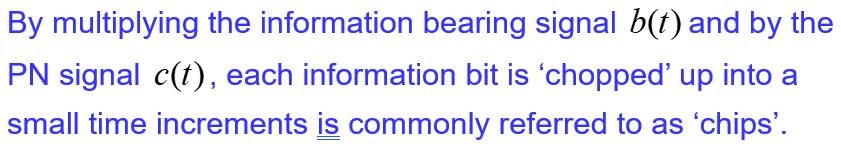 By multiplying the information bearing signal b(t) and by the
PN signal c(t), each information bit is ‘chopped’ up into a
small time increments is commonly referred to as ‘chips’.